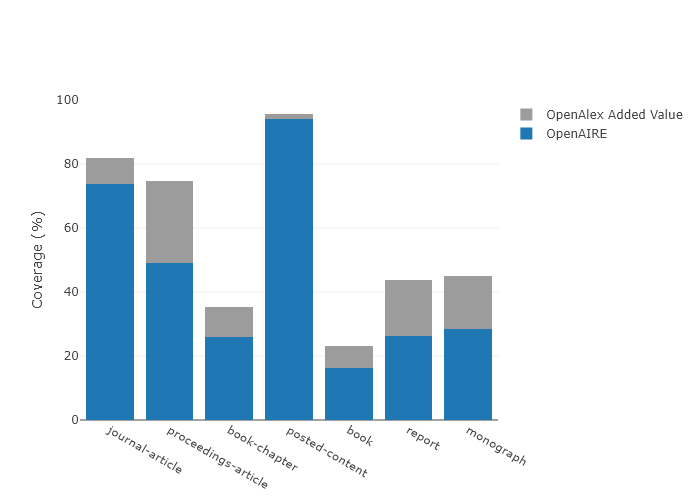 100
80
60
40
20
0
Coverage (%)
journal-article
proceedings-article
book-chapter
posted-content
book
report
monograph
OpenAlex Added Value
OpenAIRE